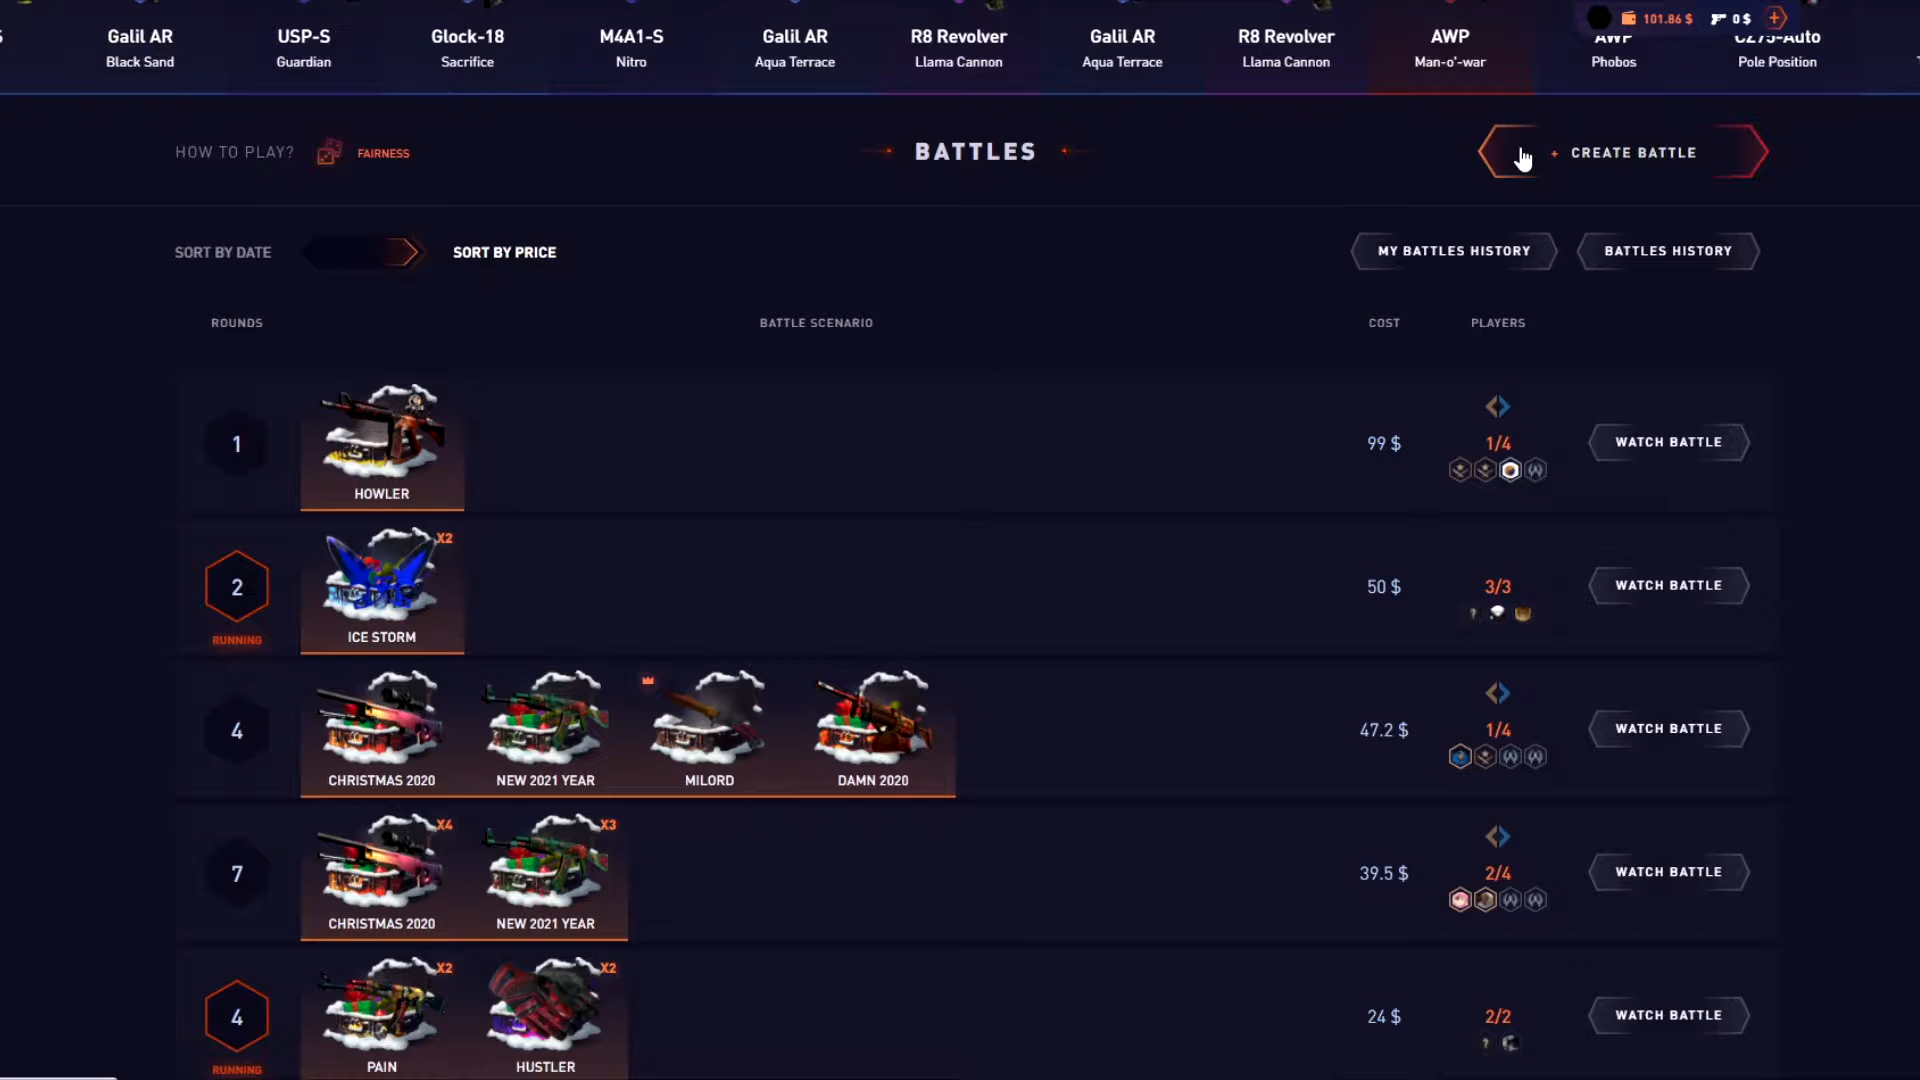 101.86 $ 0 $ +
Galil AR USP-S Glock-18 M4A1-S Galil AR R8 Revolver Galil AR R8 Revolver AWP AWP CZ75-Auto
Black Sand Guardian Sacrifice Nitro Aqua Terrace Llama Cannon Aqua Terrace Llama Cannon Man-o'-war Phobos Pole Position
HOW TO PLAY? FAIRNESS BATTLES + CREATE BATTLE
SORT BY DATE SORT BY PRICE MY BATTLES HISTORY BATTLES HISTORY
ROUNDS BATTLE SCENARIO COST PLAYERS
1 99 $ 1/4 WATCH BATTLE
HOWLER
X2
2 50 $ 3/3 WATCH BATTLE
RUNNING ICE STORM
4 47.2 $ 1/4 WATCH BATTLE
CHRISTMAS 2020 NEW 2021 YEAR MILORD DAMN 2020
X4 X3
7 39.5 $ 2/4 WATCH BATTLE
CHRISTMAS 2020 NEW 2021 YEAR
X2 X2
4 24 $ 2/2 WATCH BATTLE
RUNNING PAIN HUSTLER